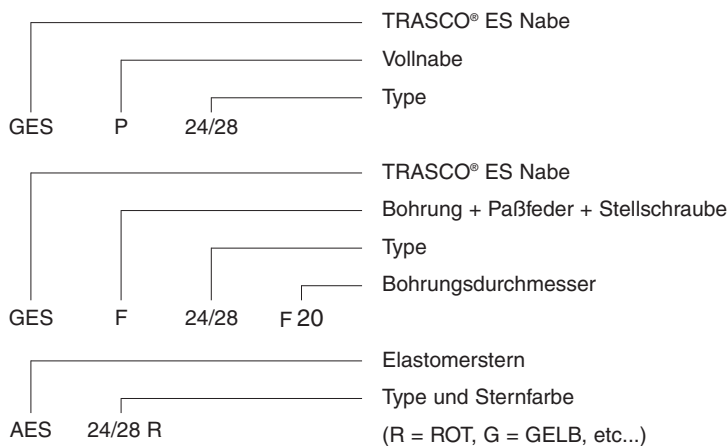 TRASCO® ES Nabe
Vollnabe
Type
GES P 24/28
TRASCO® ES Nabe
Bohrung + Paßfeder + Stellschraube
Type
Bohrungsdurchmesser
GES F 24/28 F 20
Elastomerstern
Type und Sternfarbe
AES 24/28 R
(R = ROT, G = GELB, etc...)